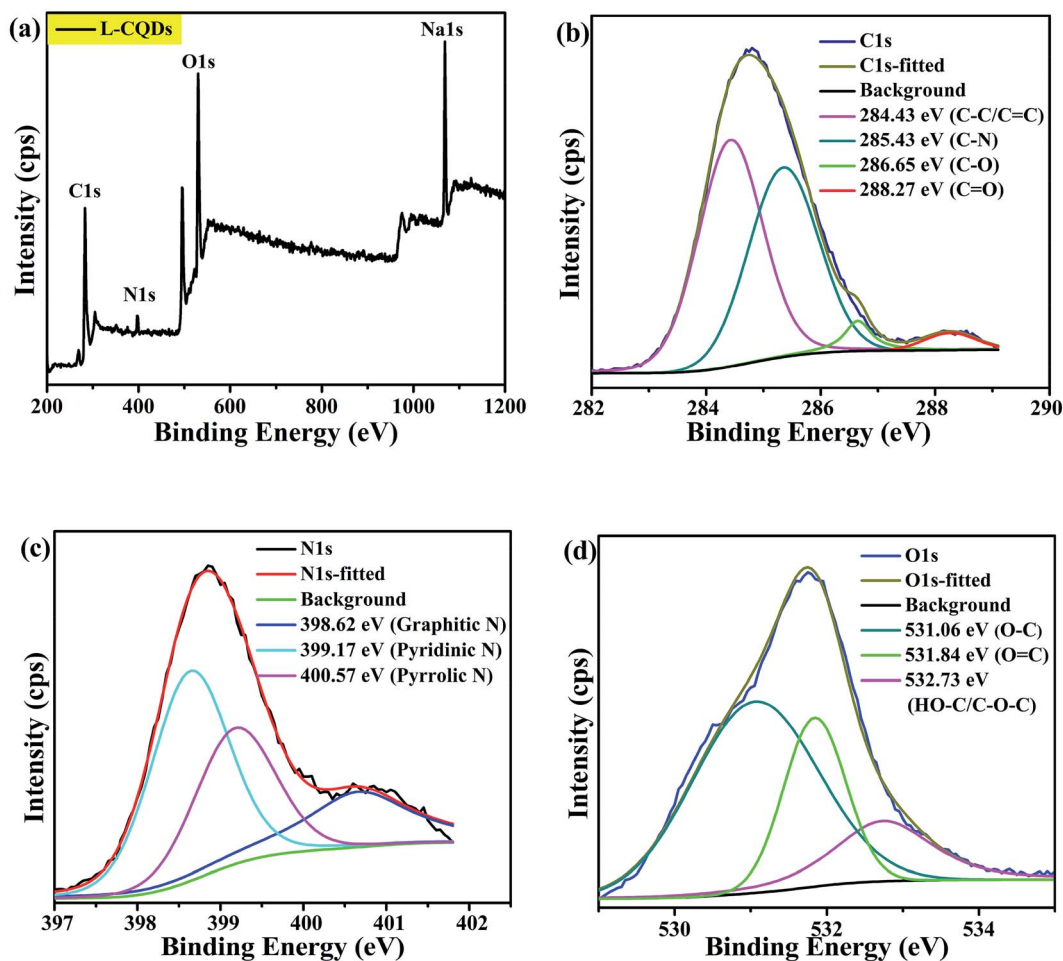 (a)
L-CQDs
C1s
N1s
O1s
Na1s
Intensity (cps)
200 400 600 800 1000 1200
Binding Energy (eV)
(b)
C1s
C1s-fitted
Background
284.43 eV (C-C/C=C)
285.43 eV (C-N)
286.65 eV (C-O)
288.27 eV (C=O)
Intensity (cps)
282 284 286 288 290
Binding Energy (eV)
(c)
N1s
N1s-fitted
Background
398.62 eV (Graphitic N)
399.17 eV (Pyridinic N)
400.57 eV (Pyrrolic N)
Intensity (cps)
397 398 399 400 401 402
Binding Energy (eV)
(d)
O1s
O1s-fitted
Background
531.06 eV (O-C)
531.84 eV (O=C)
532.73 eV
(HO-C/C-O-C)
Intensity (cps)
530 532 534
Binding Energy (eV)